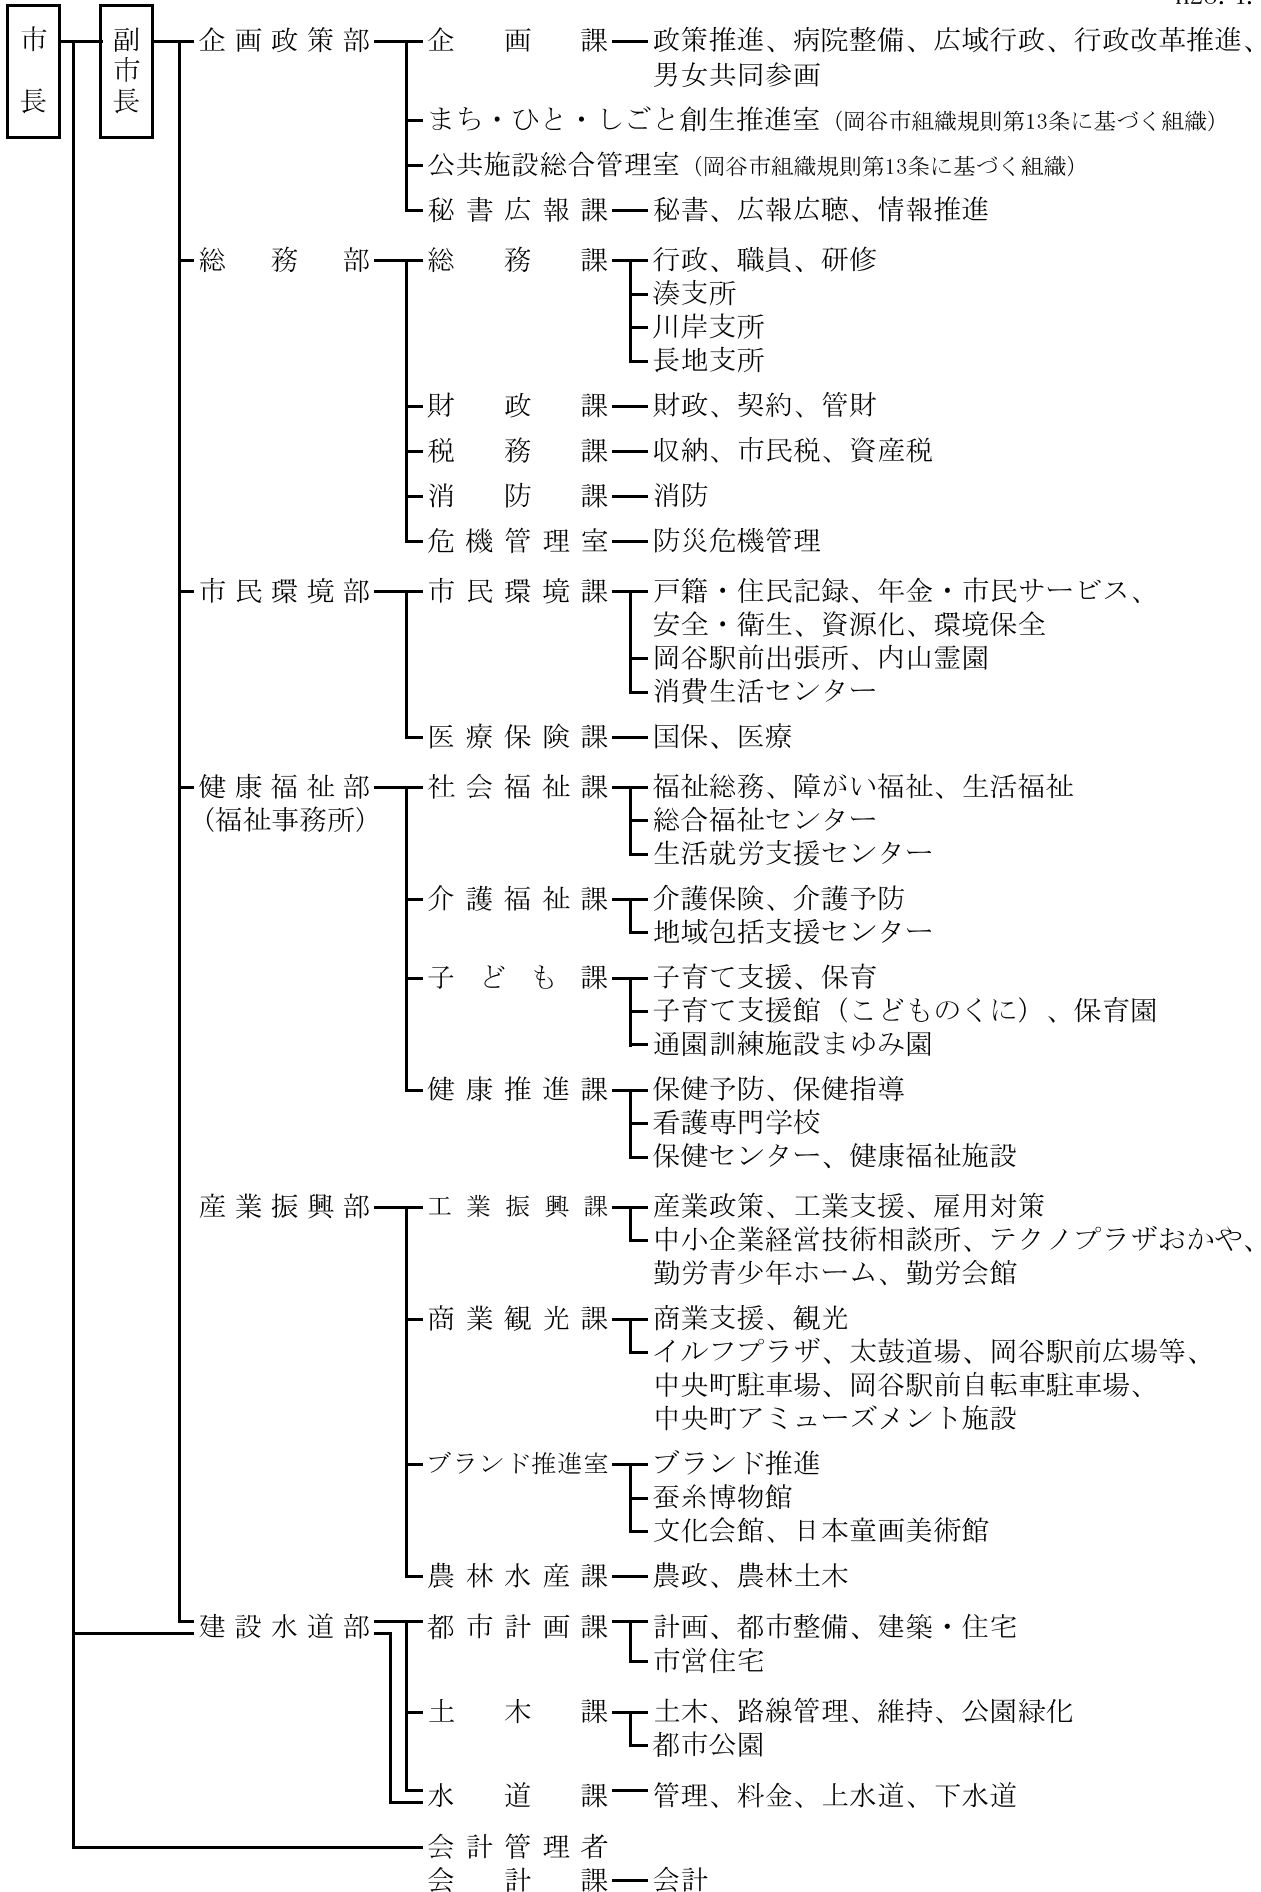 市長
副市長
企画政策部
企画課
政策推進、病院整備、広域行政、行政改革推進、
男女共同参画
まち・ひと・しごと創生推進室（岡谷市組織規則第13条に基づく組織）
公共施設総合管理室（岡谷市組織規則第13条に基づく組織）
秘書広報課
秘書、広報広聴、情報推進
総務部
総務課
行政、職員、研修
湊支所
川岸支所
長地支所
財政課
財政、契約、管財
税務課
収納、市民税、資産税
消防課
消防
危機管理室
防災危機管理
市民環境部
市民環境課
戸籍・住民記録、年金・市民サービス、
安全・衛生、資源化、環境保全
岡谷駅前出張所、内山霊園
消費生活センター
医療保険課
国保、医療
健康福祉部
（福祉事務所）
社会福祉課
福祉総務、障がい福祉、生活福祉
総合福祉センター
生活就労支援センター
介護福祉課
介護保険、介護予防
地域包括支援センター
子ども課
子育て支援、保育
子育て支援館（こどものくに）、保育園
通園訓練施設まゆみ園
健康推進課
保健予防、保健指導
看護専門学校
保健センター、健康福祉施設
産業振興部
工業振興課
産業政策、工業支援、雇用対策
中小企業経営技術相談所、テクノプラザおかや、
勤労青少年ホーム、勤労会館
商業観光課
商業支援、観光
イルフプラザ、太鼓道場、岡谷駅前広場等、
中央町駐車場、岡谷駅前自転車駐車場、
中央町アミューズメント施設
ブランド推進室
ブランド推進
蚕糸博物館
文化会館、日本童画美術館
農林水産課
農政、農林土木
建設水道部
都市計画課
計画、都市整備、建築・住宅
市営住宅
土木課
土木、路線管理、維持、公園緑化
都市公園
水道課
管理、料金、上水道、下水道
会計管理者
会計課
会計